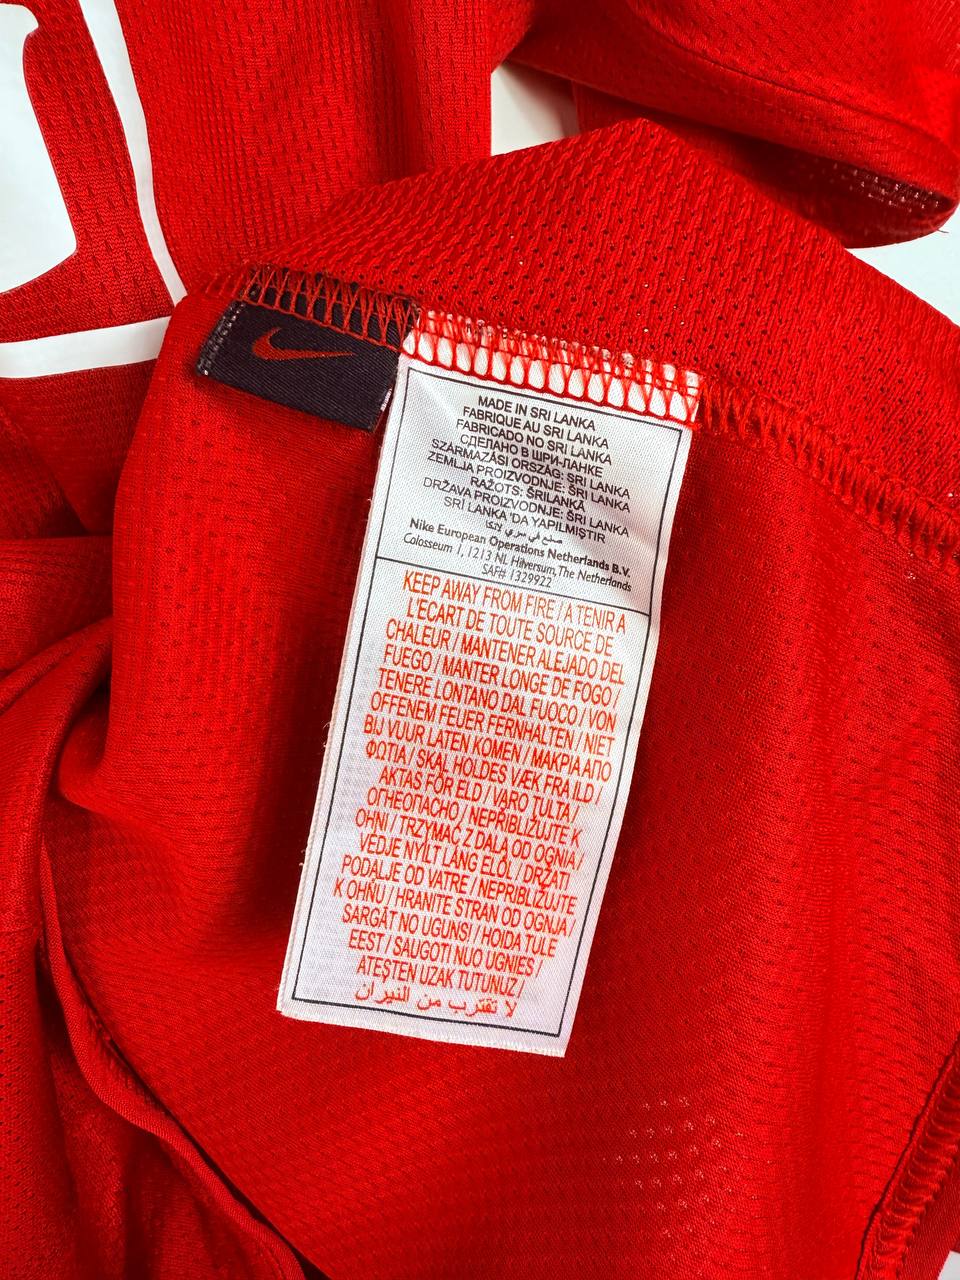 MADE IN SRI LANKA
FABRIQUE AU SRI LANKA
FABRICADO NO SRI LANKA
СДЕЛАНО В ШРИ-ЛАНКЕ
SZÁRMAZÁSI ORSZÁG: SRI LANKA
ZEMLJA PROIZVODNJE: ŠRI LANKA
RAŽOTS: ŠRILANKĀ
DRŽAVA PROIZVODNJE: ŠRI LANKA
SRİ LANKA 'DA YAPILMIŞTIR
صنع في سري لانكا
Nike European Operations Netherlands B.V.
Colosseum 1, 1213 NL Hilversum, The Netherlands
SAF# 1329922
KEEP AWAY FROM FIRE / A TENIR A
L'ECART DE TOUTE SOURCE DE
CHALEUR / MANTENER ALEJADO DEL
FUEGO / MANTER LONGE DE FOGO /
TENERE LONTANO DAL FUOCO / VON
OFFENEM FEUER FERNHALTEN / NIET
BIJ VUUR LATEN KOMEN / ΜΑΚΡΙΑ ΑΠΟ
ΦΩΤΙΑ / SKAL HOLDES VÆK FRA ILD /
AKTAS FÖR ELD / VARO TULTA /
ОГНЕОПАСНО / NEPŘIBLIŽUJTE K
OHNI / TRZYMAĆ Z DALA OD OGNIA /
VEDJE NYÍLT LÁNG ELŐL / DRŽATI
PODALJE OD VATRE / NEPRIBLIŽUJTE
K OHŇU / HRANITE STRAN OD OGNJA /
SARGĀT NO UGUNS / HOIDA TULE
EEST / SAUGOTI NUO UGNIES /
ATEŞTEN UZAK TUTUNUZ /
لا تقترب من النيران